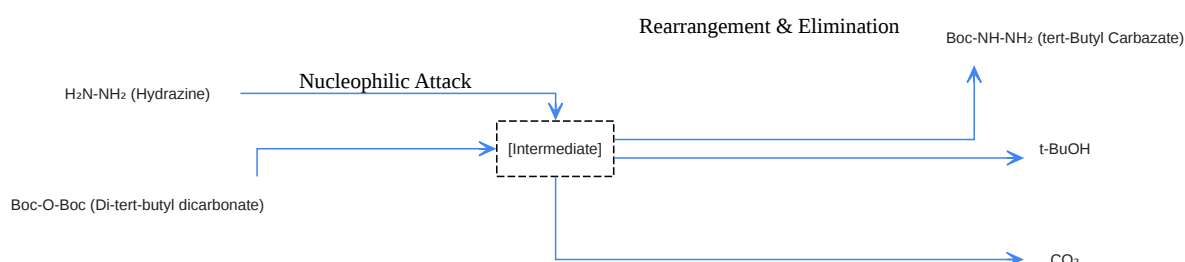 Rearrangement & Elimination
Boc-NH-NH₂ (tert-Butyl Carbazate)
Nucleophilic Attack
H₂N-NH₂ (Hydrazine)
[Intermediate]
t-BuOH
Boc-O-Boc (Di-tert-butyl dicarbonate)
CO₂